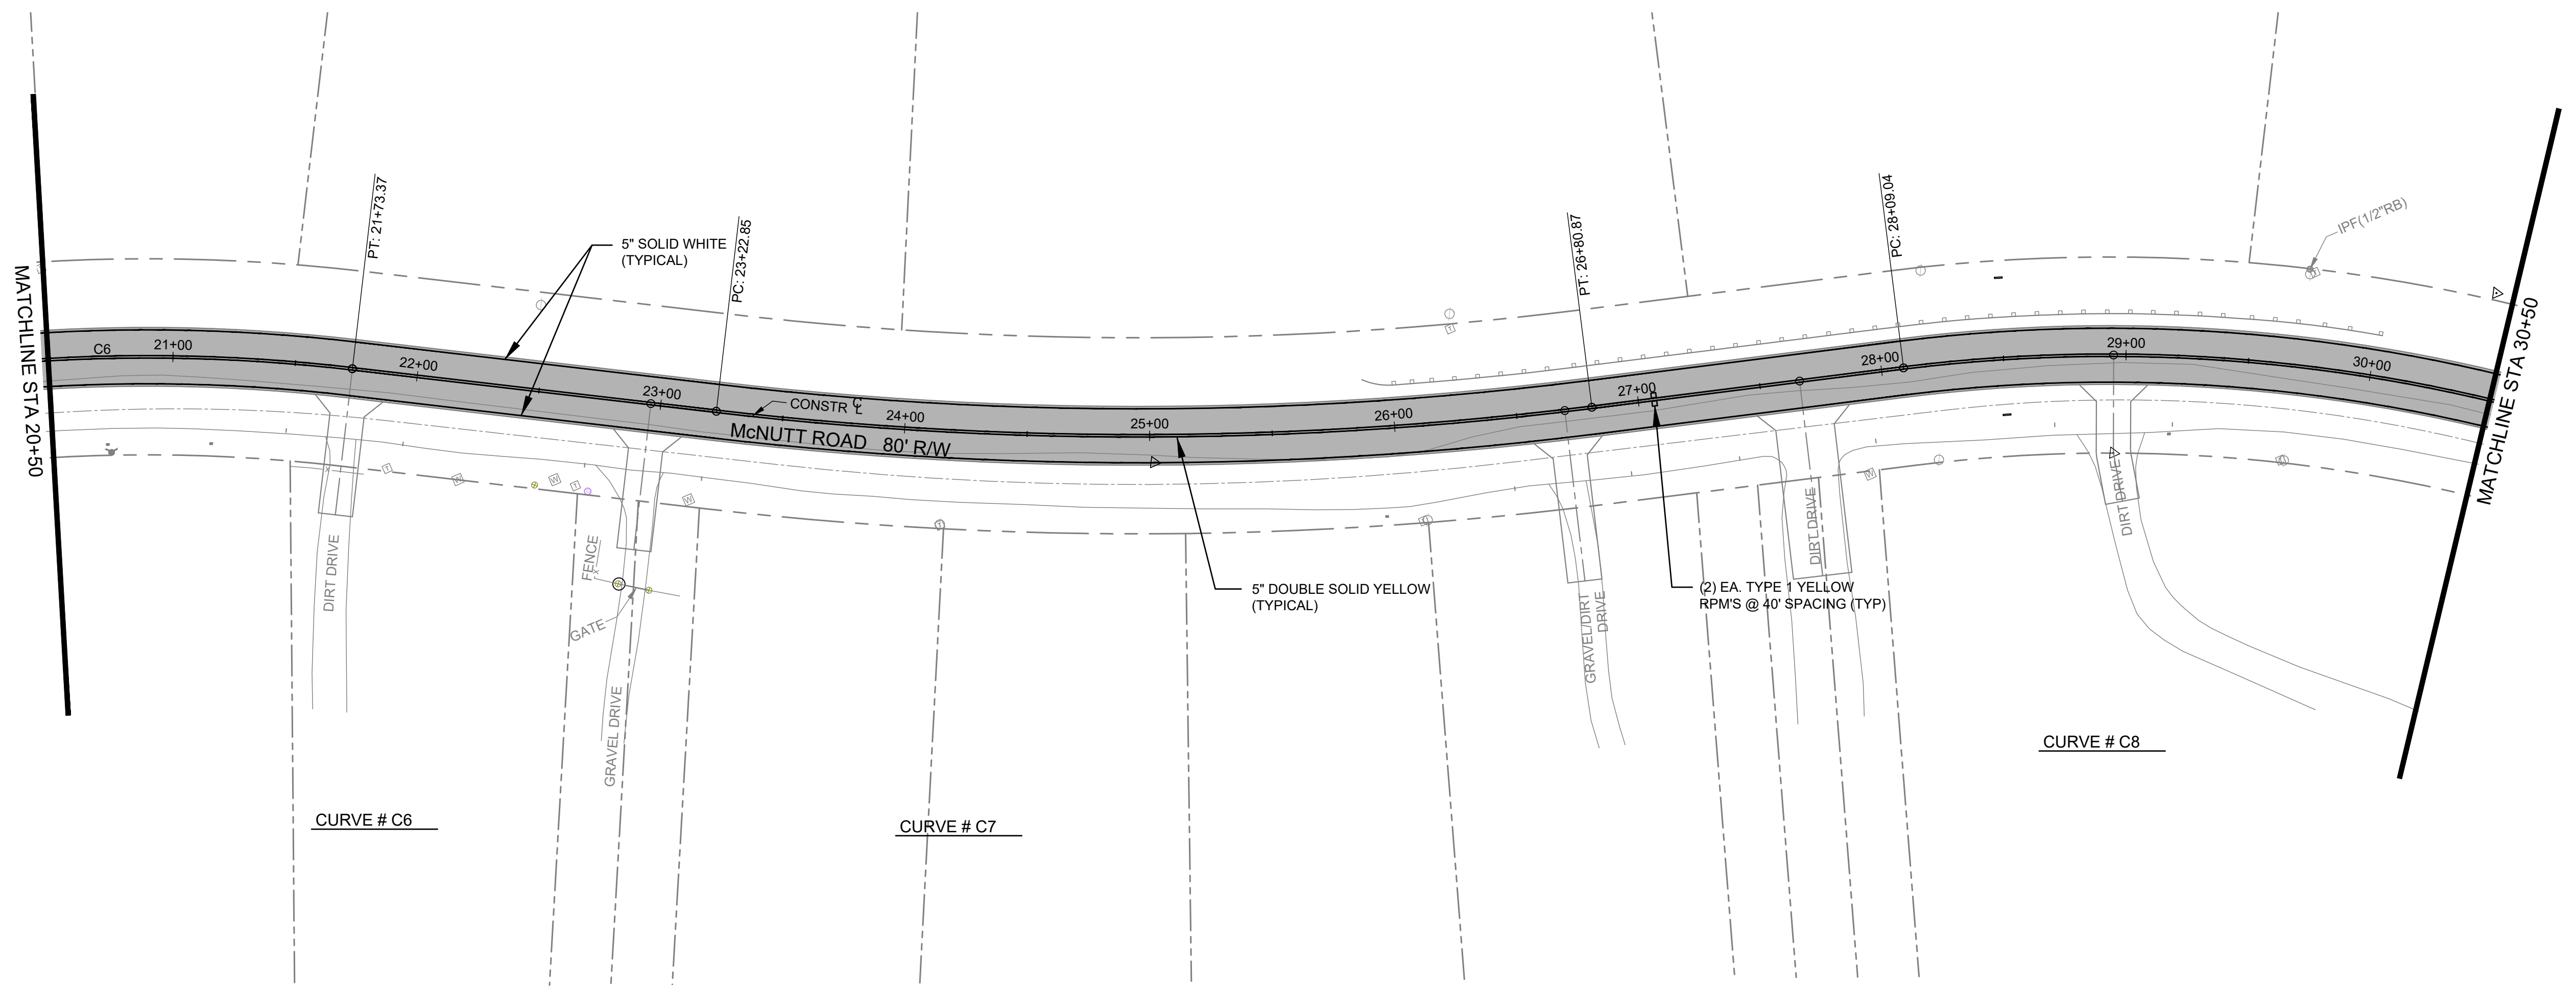 MATCHLINE STA 20+50
PT: 21+73.37
5" SOLID WHITE
(TYPICAL)
PC: 23+22.85
PT: 26+80.87
PC: 28+09.04
IPF(1/2"RB)
MATCHLINE STA 30+50
C6
21+00
22+00
23+00
24+00
25+00
26+00
27+00
28+00
29+00
30+00
CONSTR ℄
McNUTT ROAD 80' R/W
T
W
W
T
W
T
T
W
DIRT DRIVE
FENCE
GATE
GRAVEL DRIVE
5" DOUBLE SOLID YELLOW
(TYPICAL)
GRAVEL/DIRT
DRIVE
(2) EA. TYPE 1 YELLOW
RPM'S @ 40' SPACING (TYP)
DIRT DRIVE
DIRT DRIVE
CURVE # C6
CURVE # C7
CURVE # C8